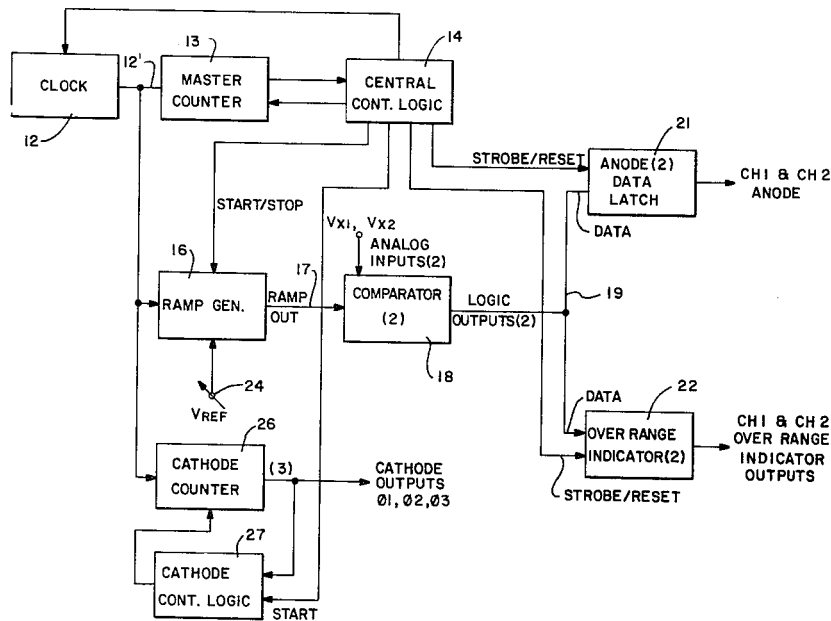 14
13
12'
CLOCK
MASTER
COUNTER
CENTRAL
CONT. LOGIC
12
21
STROBE/RESET
ANODE(2)
DATA
LATCH
CH1 & CH2
ANODE
START/STOP
VX1, VX2
ANALOG
INPUTS(2)
DATA
16
17
RAMP GEN.
RAMP
OUT
COMPARATOR
(2)
LOGIC
OUTPUTS(2)
19
18
24
VREF
DATA
22
26
CATHODE
COUNTER
(3)
CATHODE
OUTPUTS
Ø1,Ø2,Ø3
OVER RANGE
INDICATOR(2)
CH1 & CH2
OVER RANGE
INDICATOR
OUTPUTS
STROBE/RESET
27
CATHODE
CONT. LOGIC
START